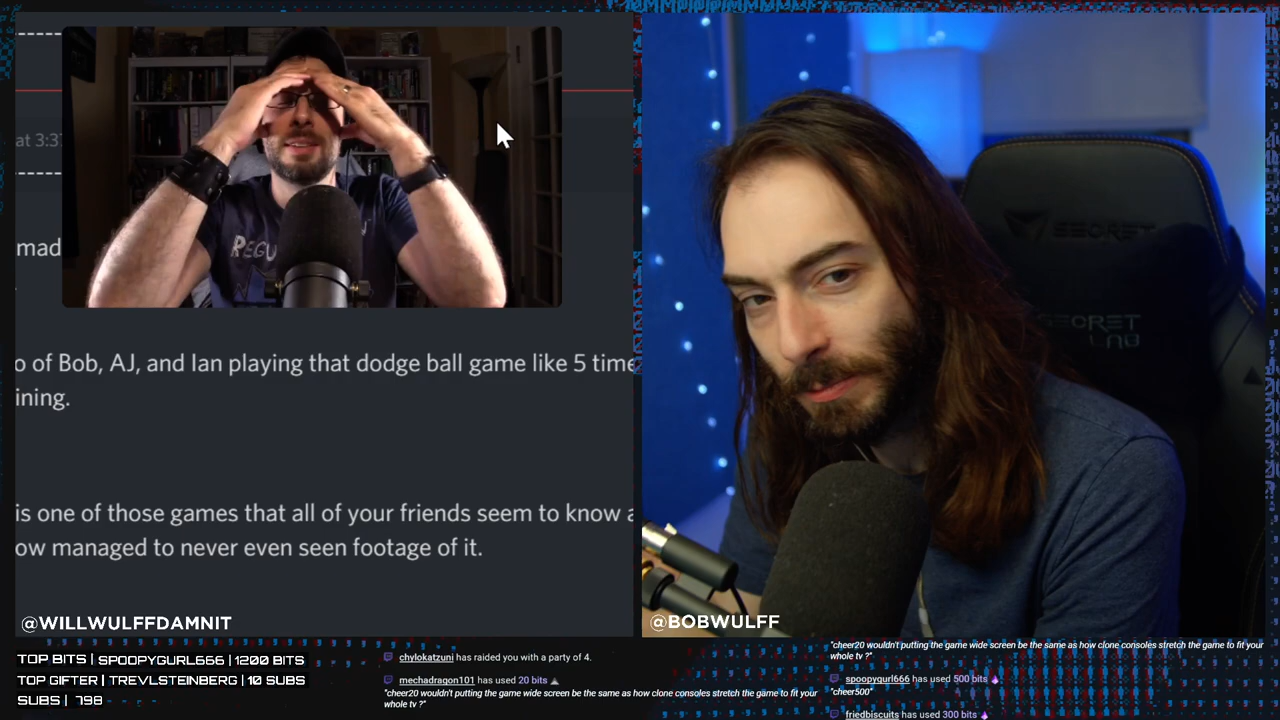 at 3:3
mad
REGU
SECRET
SECRET
LAB
o of Bob, AJ, and Ian playing that dodge ball game like 5 time
ining.
is one of those games that all of your friends seem to know a
ow managed to never even seen footage of it.
@WILLWULFFDAMNIT
@BOBWULFF
TOP BITS | SPOOPYGURL666 | 1200 BITS
TOP GIFTER | TREVLSTEINBERG | 10 SUBS
SUBS | 798
chylokatzuni has raided you with a party of 4.
mechadragon101 has used 20 bits
"cheer20 wouldn't putting the game wide screen be the same as how clone consoles stretch the game to fit your
whole tv ?"
"cheer20 wouldn't putting the game wide screen be the same as how clone consoles stretch the game to fit your
whole tv ?"
spoopygurl666 has used 500 bits
"cheer500"
friedbiscuits has used 300 bits